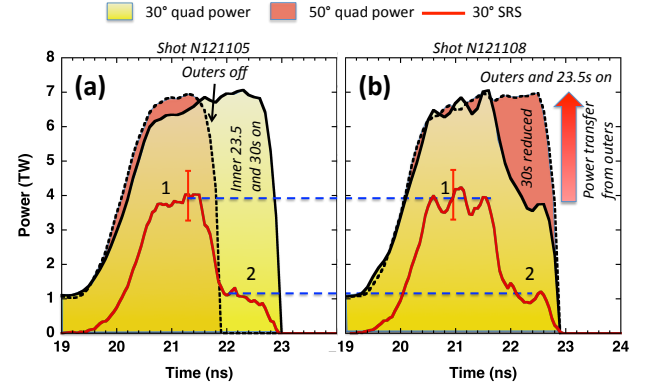 30° quad power 50° quad power 30° SRS
Shot N121105 Shot N121108
(a)
Outers off
Inner 23.5
and 30s on
1
2
(b)
Outers and 23.5s on
30s reduced
Power transfer
from outers
1
2
Power (TW)
8
7
6
5
4
3
2
1
0
19 20 21 22 23 19 20 21 22 23 24
Time (ns) Time (ns)